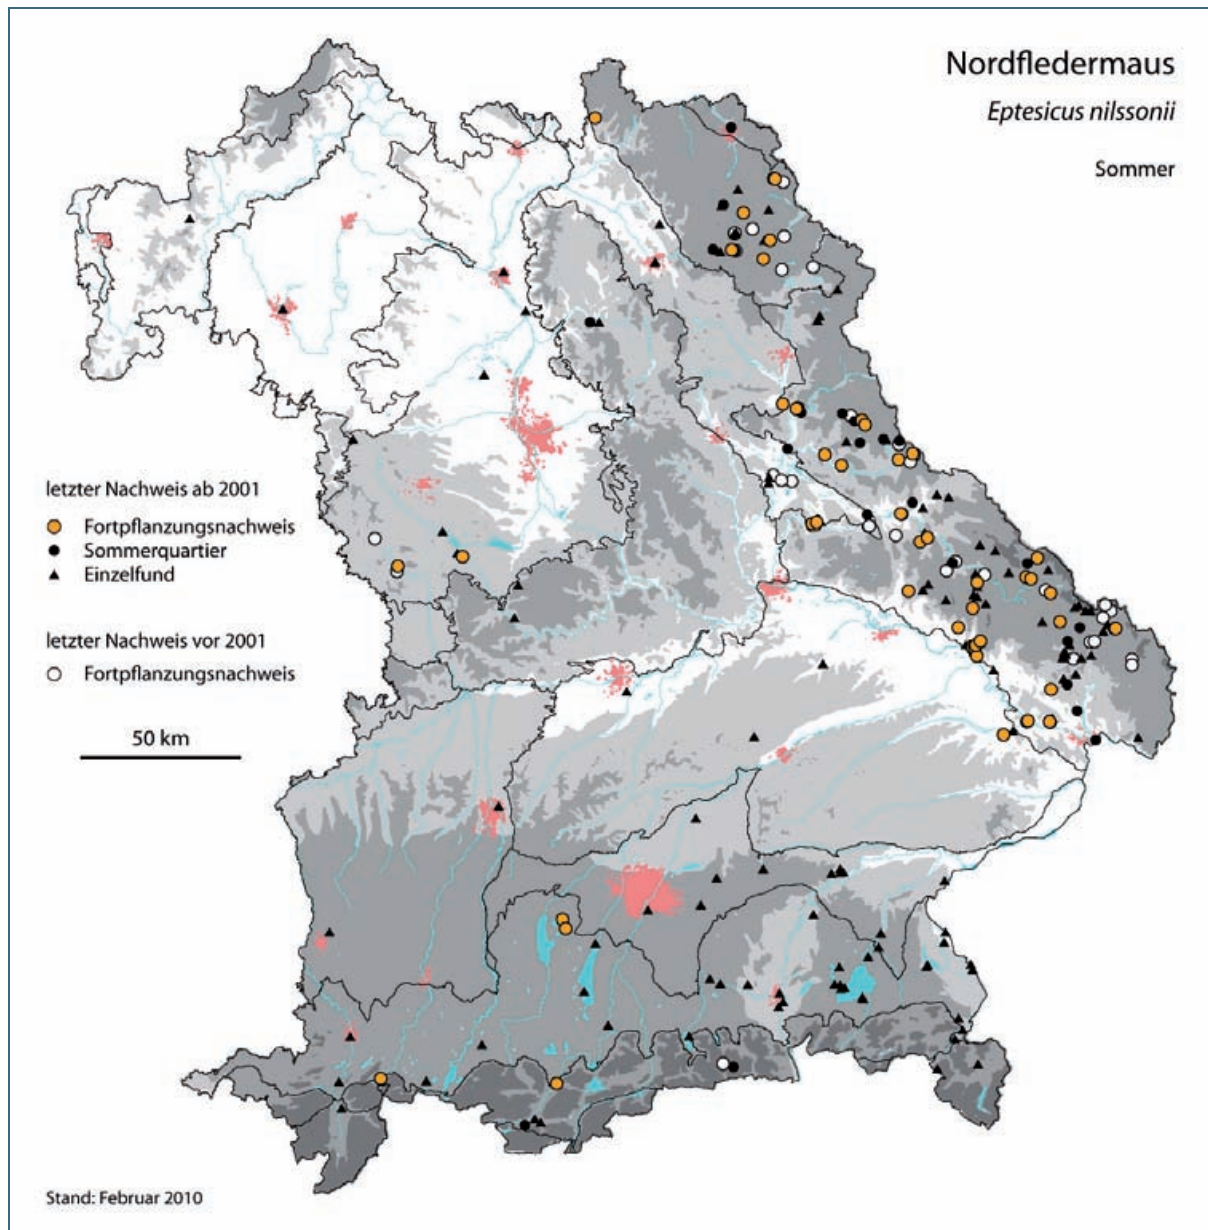 Nordfledermaus
Eptesicus nilssonii
Sommer
letzter Nachweis ab 2001
Fortpflanzungsnachweis
Sommerquartier
Einzelfund
letzter Nachweis vor 2001
Fortpflanzungsnachweis
50 km
Stand: Februar 2010